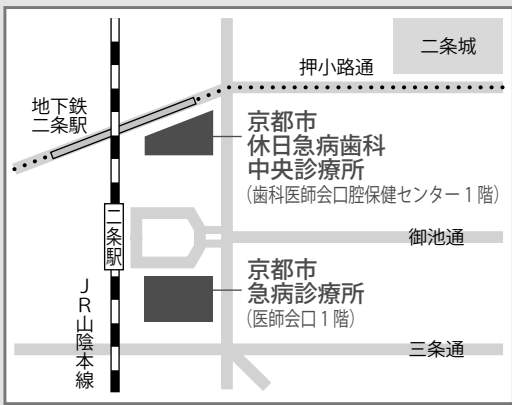 二条城
押小路通
地下鉄
二条駅
京都市
休日急病歯科
中央診療所
(歯科医師会口腔保健センター1階)
二条駅
御池通
京都市
急病診療所
(医師会口1階)
JR山陰本線
三条通